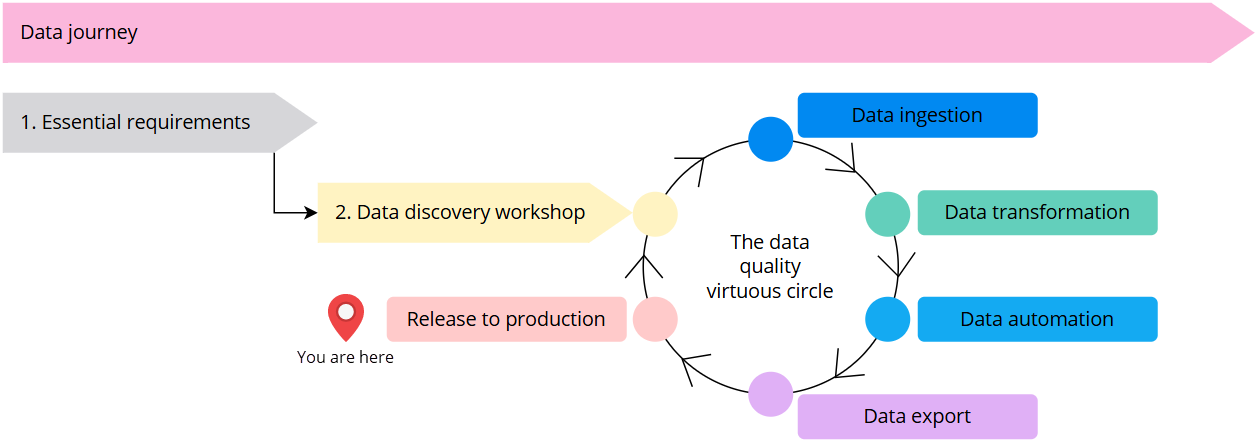 Data journey
1. Essential requirements
Data ingestion
2. Data discovery workshop
Data transformation
The data
quality
virtuous circle
Release to production
Data automation
You are here
Data export